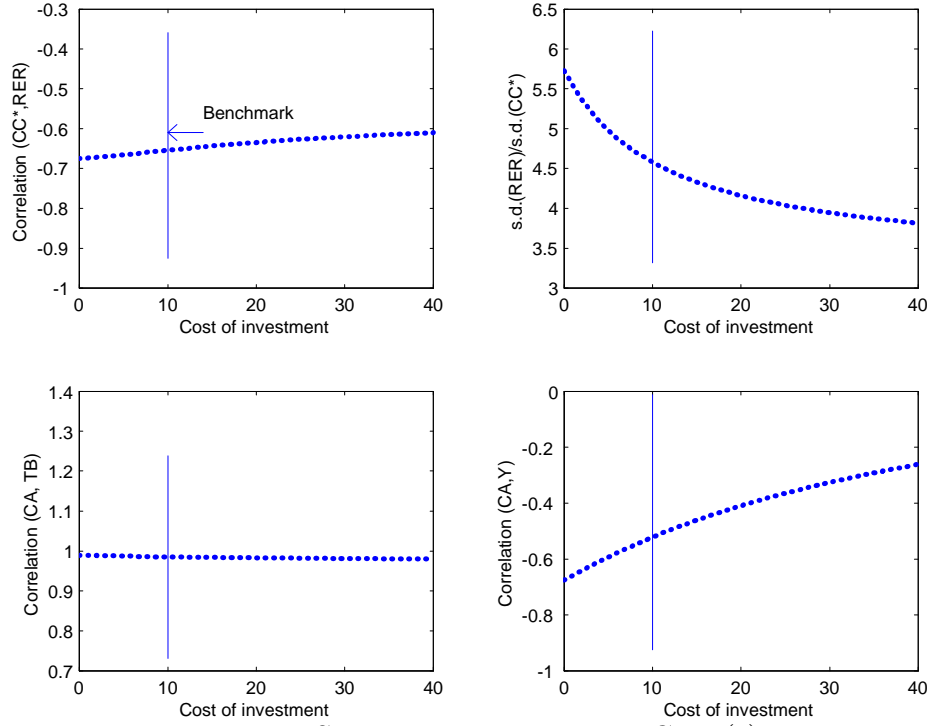 -0.3
-0.4
-0.5
-0.6
-0.7
-0.8
-0.9
-1
0 10 20 30 40
Correlation (CC*,RER)
Cost of investment
Benchmark
6.5
6
5.5
5
4.5
4
3.5
3
0 10 20 30 40
s.d.(RER)/s.d.(CC*)
Cost of investment
1.4
1.3
1.2
1.1
1
0.9
0.8
0.7
0 10 20 30 40
Correlation (CA, TB)
Cost of investment
0
-0.2
-0.4
-0.6
-0.8
-1
0 10 20 30 40
Correlation (CA,Y)
Cost of investment